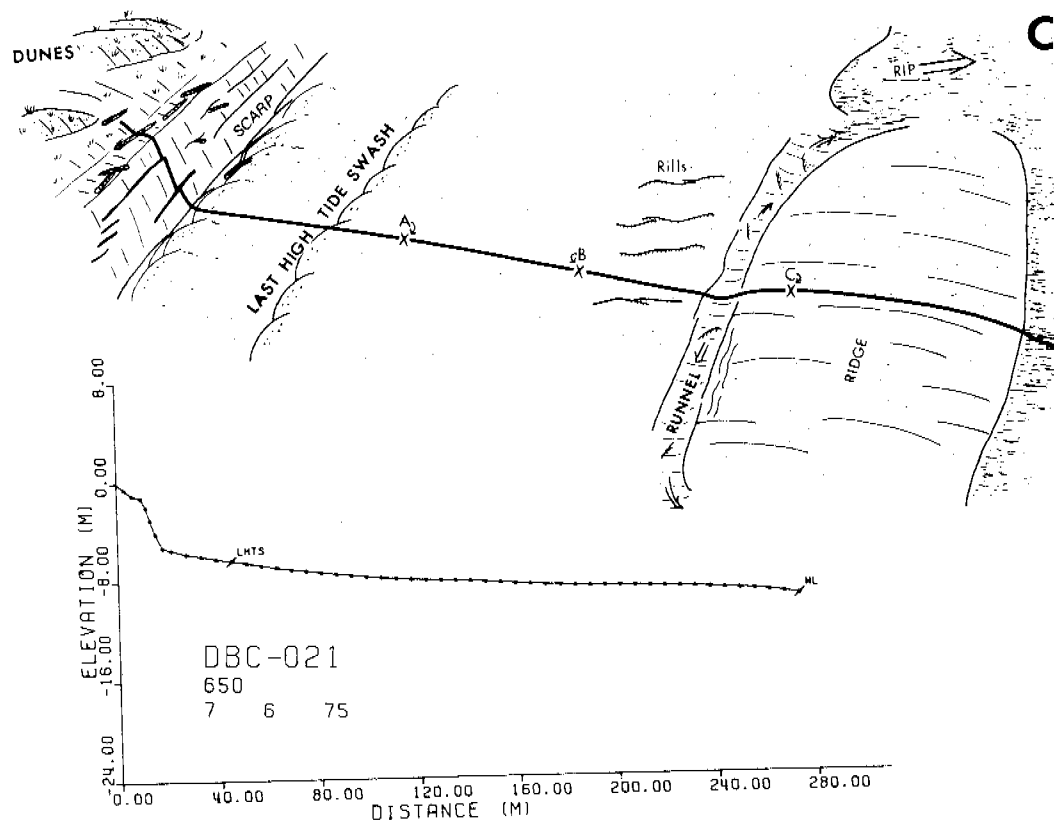 C
DUNES
RIP
SCARP
Rills
LAST HIGH TIDE SWASH
A
B
C
RIDGE
RUNNEL
8.00
0.00
-8.00
-16.00
-24.00
ELEVATION (M)
LHTS
WL
DBC-021
650
7 6 75
0.00 40.00 80.00 120.00 160.00 200.00 240.00 280.00
DISTANCE (M)